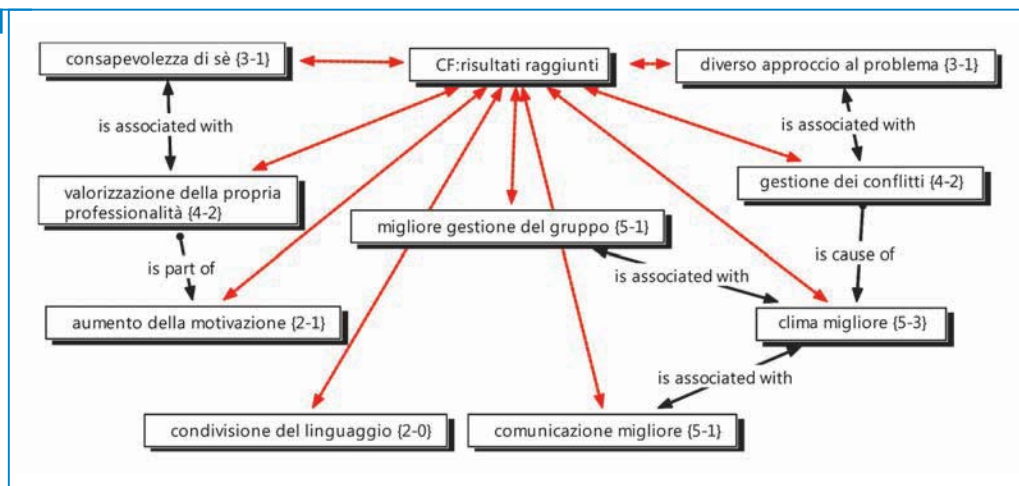 consapevolezza di sè {3-1}
CF:risultati raggiunti
diverso approccio al problema {3-1}
is associated with
is associated with
valorizzazione della propria
professionalità {4-2}
gestione dei conflitti {4-2}
migliore gestione del gruppo {5-1}
is part of
is cause of
is associated with
aumento della motivazione {2-1}
clima migliore {5-3}
is associated with
condivisione del linguaggio {2-0}
comunicazione migliore {5-1}